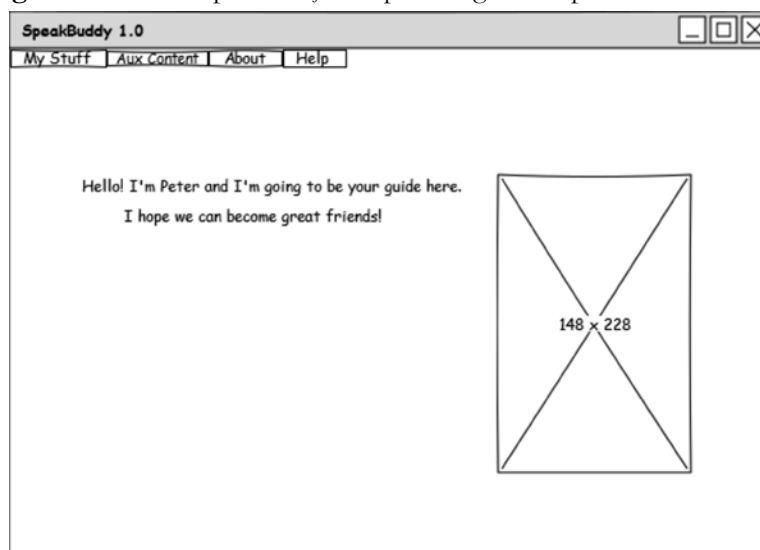 SpeakBuddy 1.0
My Stuff Aux Content About Help
Hello! I'm Peter and I'm going to be your guide here.
I hope we can become great friends!
148 x 228